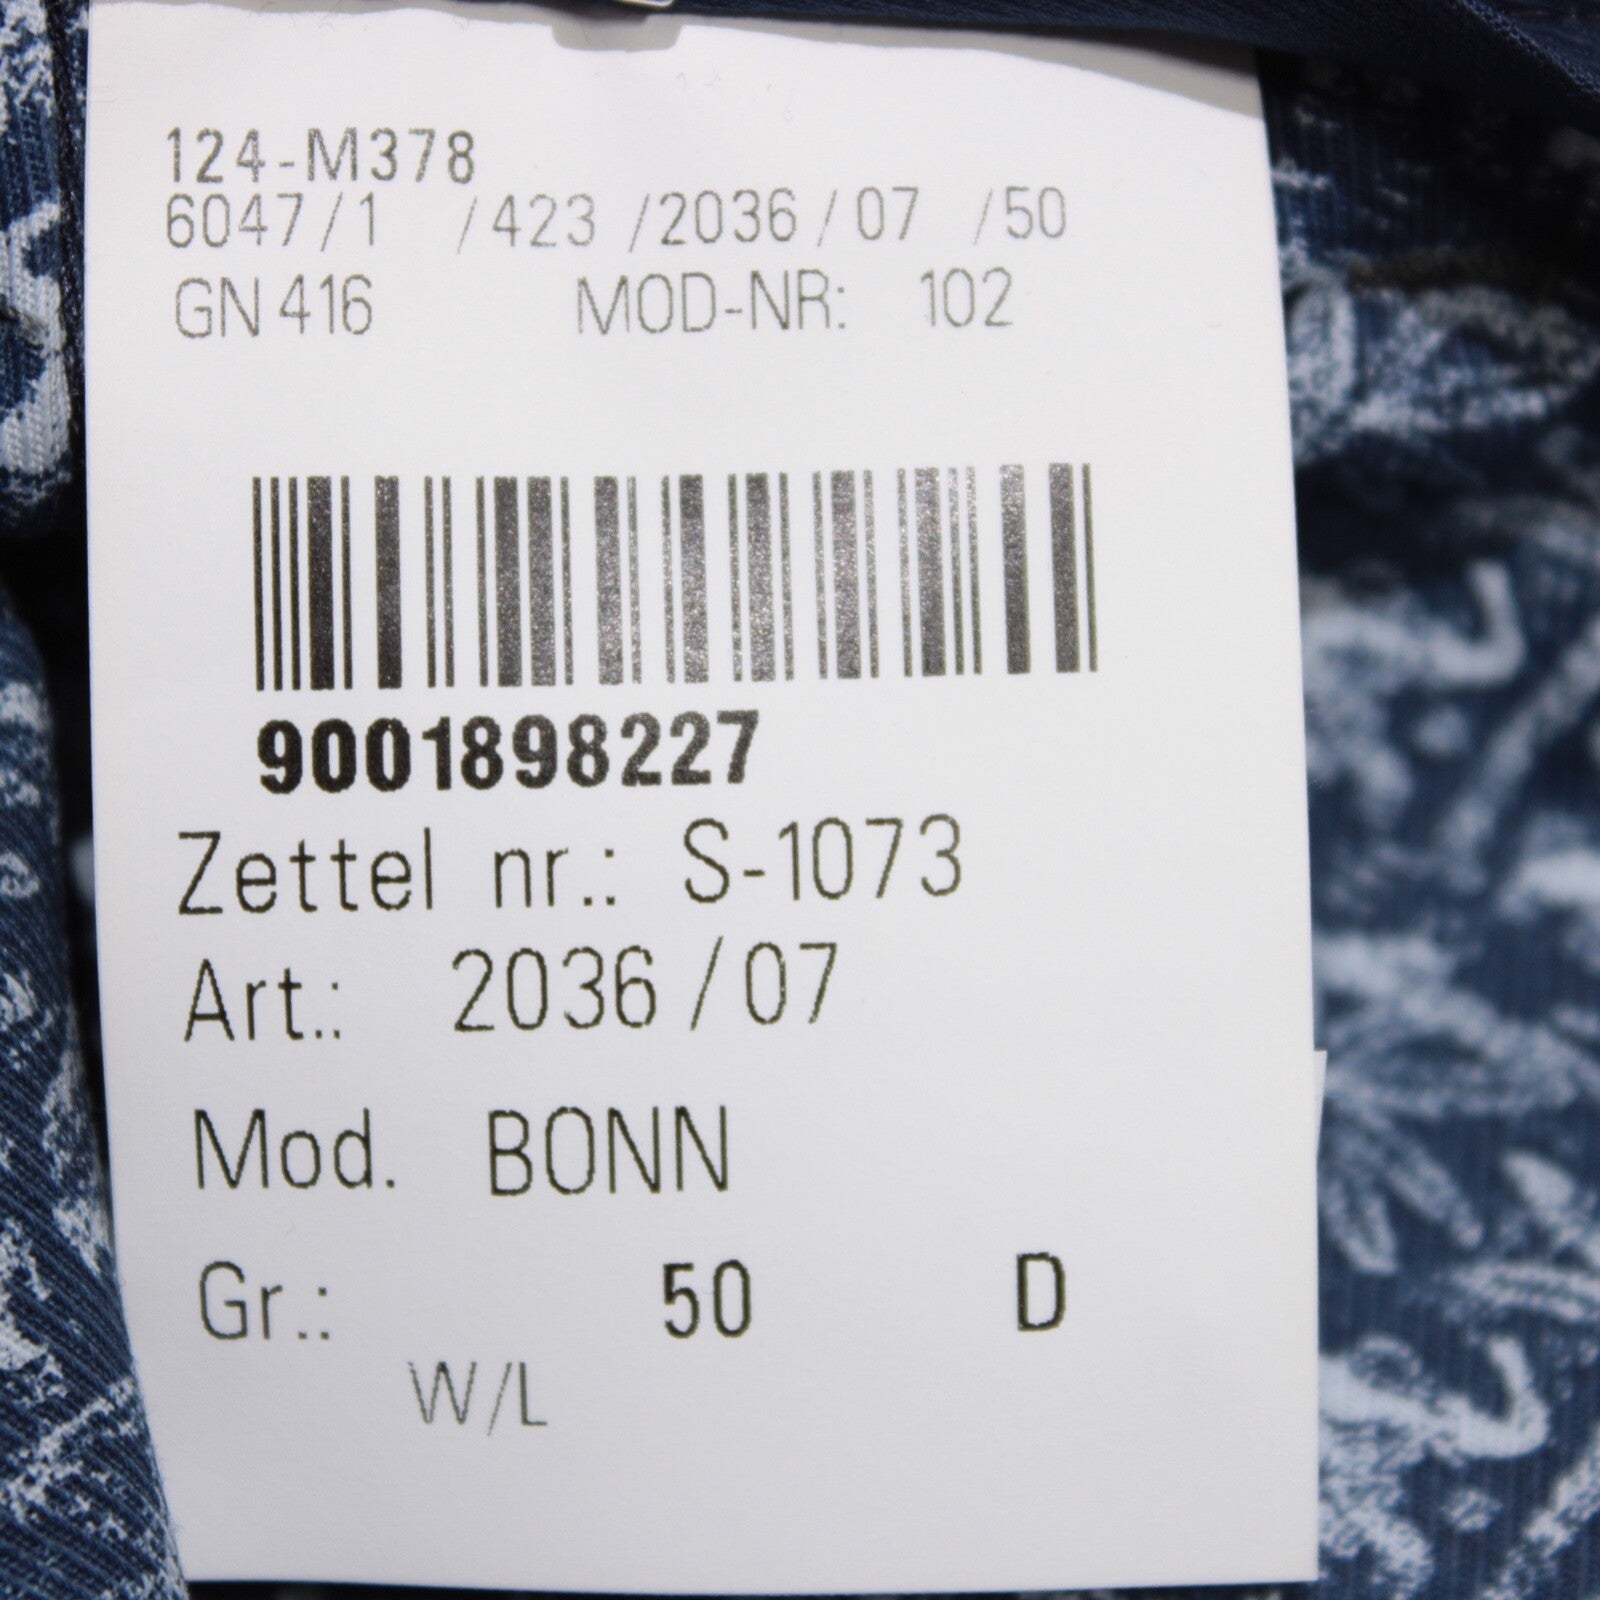 124-M378
6047/1 /423 /2036/07 /50
GN 416 MOD-NR: 102
9001898227
Zettel nr.: S-1073
Art.: 2036/07
Mod. BONN
Gr.: 50 D
W/L